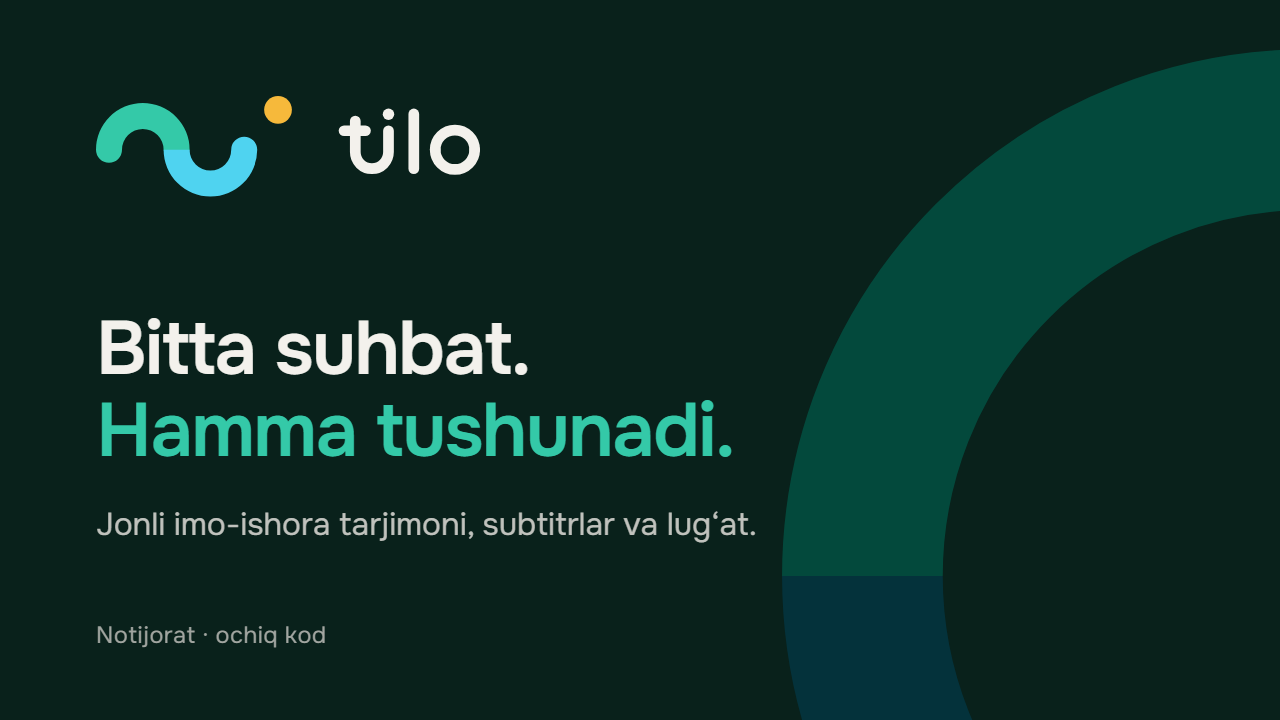 tilo
Bitta suhbat.
Hamma tushunadi.
Jonli imo-ishora tarjimoni, subtitrlar va lug‘at.
Notijorat · ochiq kod